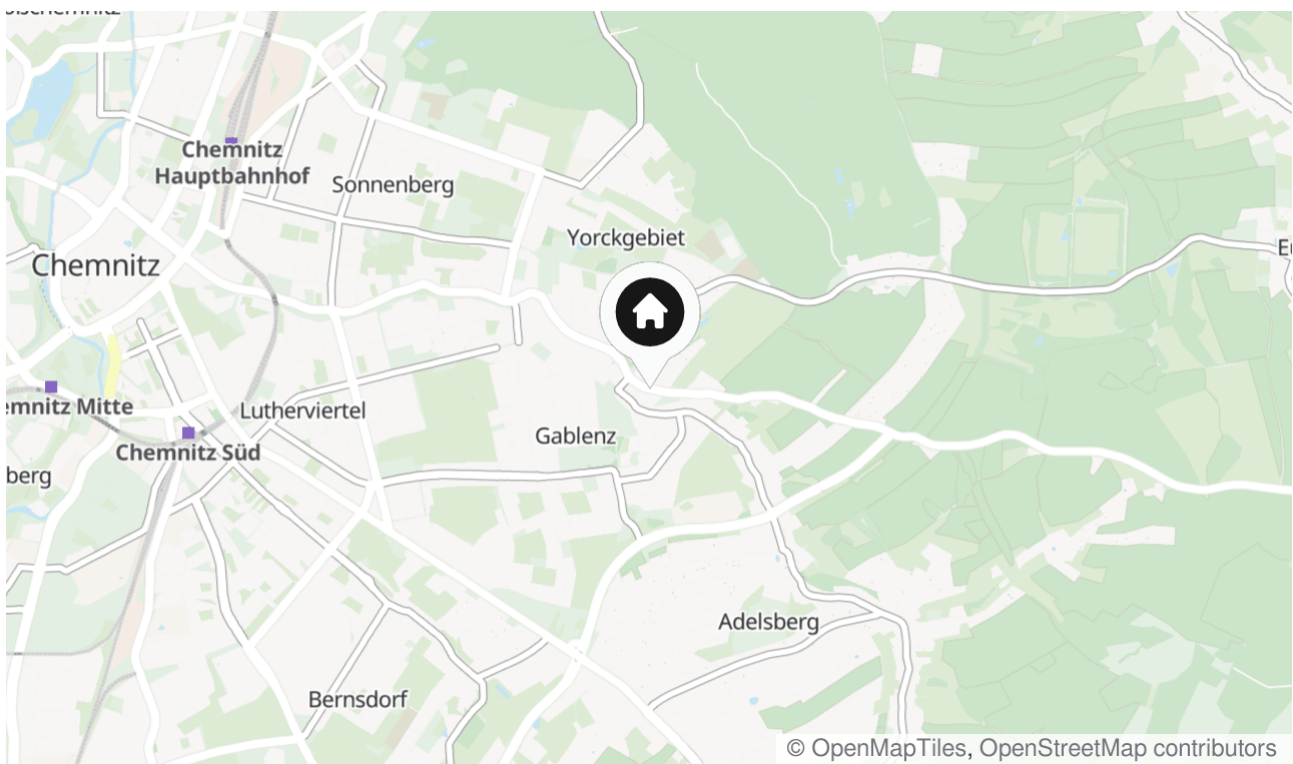 Chemnitz
Hauptbahnhof
Sonnenberg
Yorckgebiet
Chemnitz
emnitz Mitte
Lutherviertel
Chemnitz Süd
Gablenz
berg
Adelsberg
Bernsdorf
© OpenMapTiles, OpenStreetMap contributors